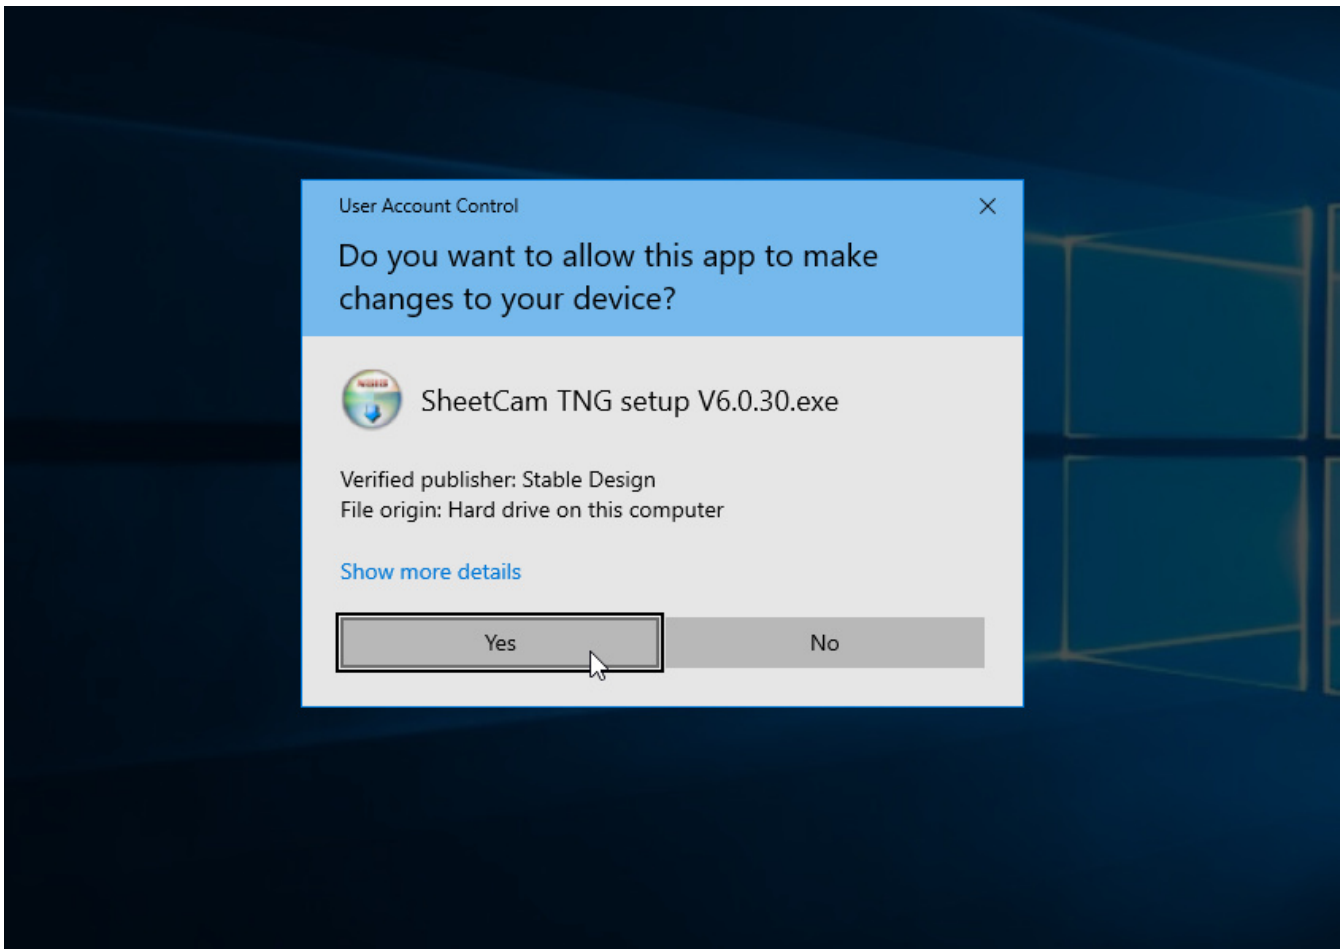 User Account Control
Do you want to allow this app to make
changes to your device?
SheetCam TNG setup V6.0.30.exe
Verified publisher: Stable Design
File origin: Hard drive on this computer
Show more details
Yes
No